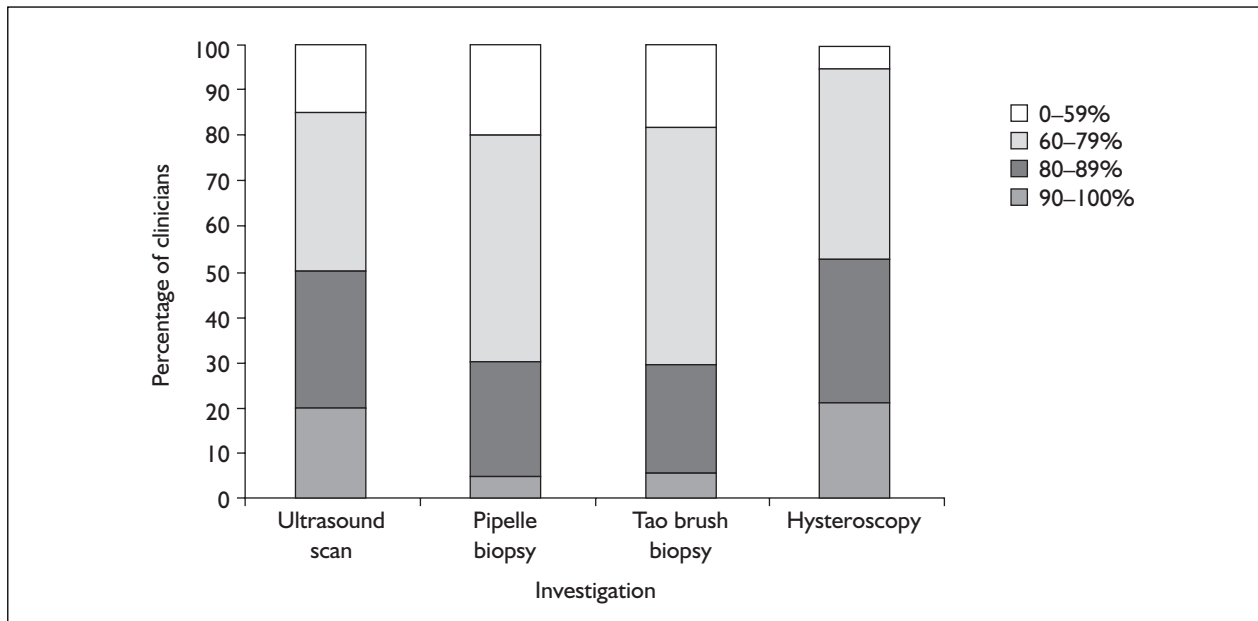 100
90
80
70
60
50
40
30
20
10
0
Percentage of clinicians
Ultrasound
scan
Pipelle
biopsy
Tao brush
biopsy
Hysteroscopy
Investigation
0–59%
60–79%
80–89%
90–100%